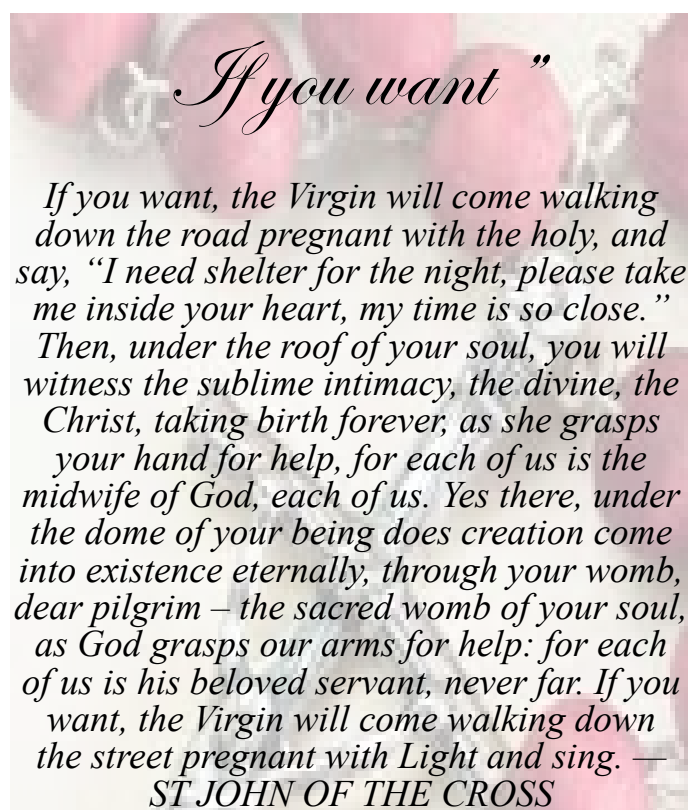 If you want ”
If you want, the Virgin will come walking
down the road pregnant with the holy, and
say, “I need shelter for the night, please take
me inside your heart, my time is so close.”
Then, under the roof of your soul, you will
witness the sublime intimacy, the divine, the
Christ, taking birth forever, as she grasps
your hand for help, for each of us is the
midwife of God, each of us. Yes there, under
the dome of your being does creation come
into existence eternally, through your womb,
dear pilgrim – the sacred womb of your soul,
as God grasps our arms for help: for each
of us is his beloved servant, never far. If you
want, the Virgin will come walking down
the street pregnant with Light and sing. —
ST JOHN OF THE CROSS